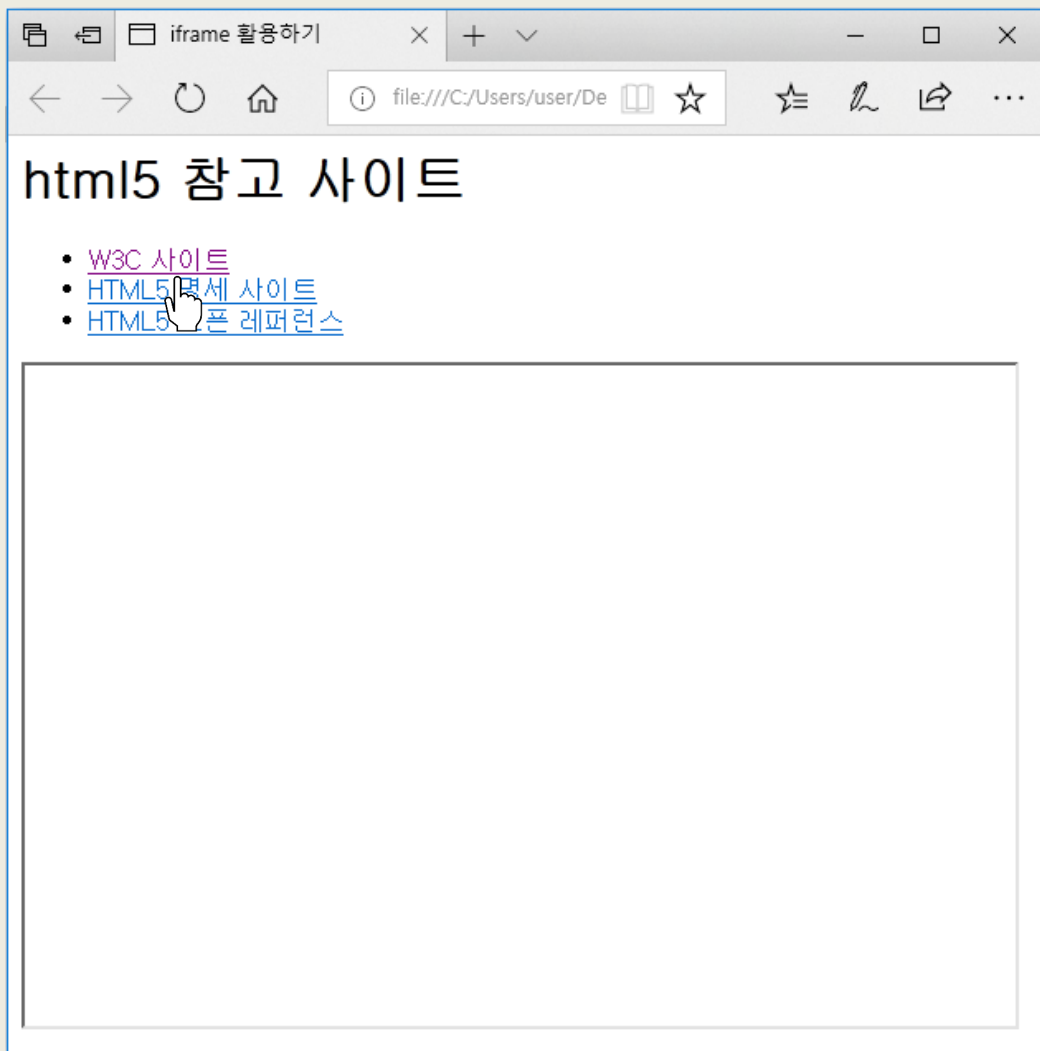 iframe 활용하기
file:///C:/Users/user/De
html5 참고 사이트
W3C 사이트
HTML5 명세 사이트
HTML5 레퍼런스